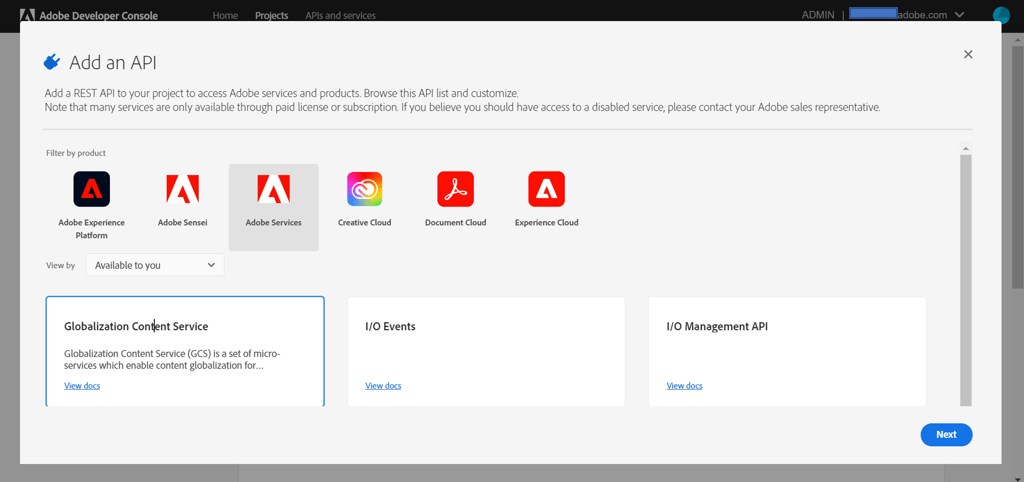 Adobe Developer Console
Home Projects APIs and services
ADMIN | adobe.com
Add an API
Add a REST API to your project to access Adobe services and products. Browse this API list and customize.
Note that many services are only available through paid license or subscription. If you believe you should have access to a disabled service, please contact your Adobe sales representative.
Filter by product
Adobe Experience
Platform
Adobe Sensei
Adobe Services
Creative Cloud
Document Cloud
Experience Cloud
View by Available to you
Globalization Content Service
Globalization Content Service (GCS) is a set of micro-
services which enable content globalization for...
View docs
I/O Events
View docs
I/O Management API
View docs
Next